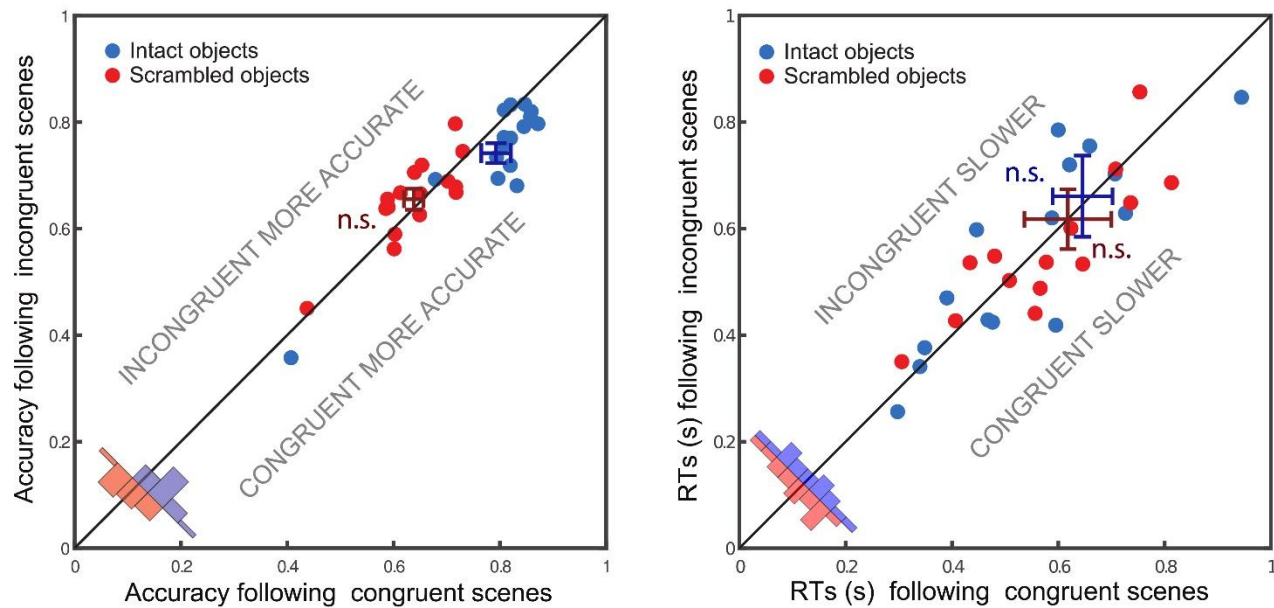 1
0.8
0.6
0.4
0.2
0
0
0.2
0.4
0.6
0.8
1
Accuracy following incongruent scenes
Accuracy following congruent scenes
Intact objects
Scrambled objects
INCONGRUENT MORE ACCURATE
CONGRUENT MORE ACCURATE
n.s.
1
0.8
0.6
0.4
0.2
0
0
0.2
0.4
0.6
0.8
1
RTs (s) following incongruent scenes
RTs (s) following congruent scenes
Intact objects
Scrambled objects
INCONGRUENT SLOWER
CONGRUENT SLOWER
n.s.
n.s.